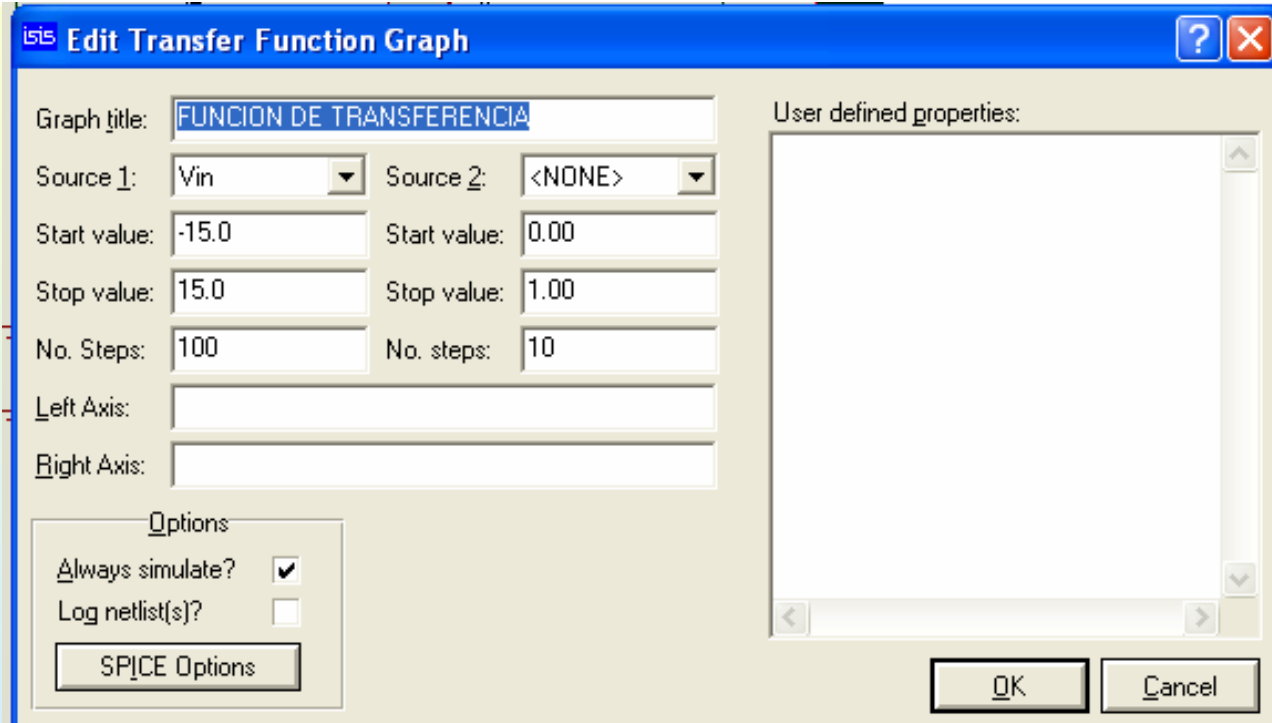 isis Edit Transfer Function Graph
Graph title: FUNCION DE TRANSFERENCIA
User defined properties:
Source 1: Vin Source 2: <NONE>
Start value: -15.0 Start value: 0.00
Stop value: 15.0 Stop value: 1.00
No. Steps: 100 No. steps: 10
Left Axis:
Right Axis:
Options
Always simulate?
Log netlist(s)?
SPICE Options
OK Cancel